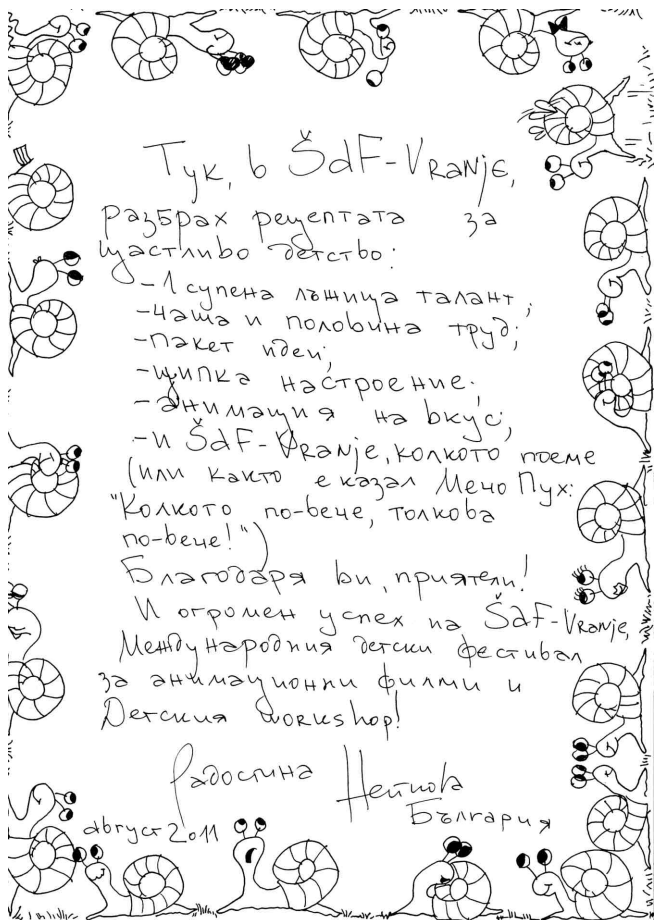 Тук, в ŠdF-Vranje,
разбрах рецептата за
щастливо детство:
-1 супена лъжица талант;
-чаша и половина труд;
-пакет идеи;
-щипка настроение;
-анимация на вкус;
-и ŠdF-Vranje, колкото поеме
(или както е казал Мечо Пух:
"Колкото по-вече, толкова
по-вече!")
Благодаря ви, приятели!
И огромен успех на ŠdF-Vranje,
Международния детски фестивал
за анимационни филми и
Детския workshop!
Радостина Нейкова
август 2011 България